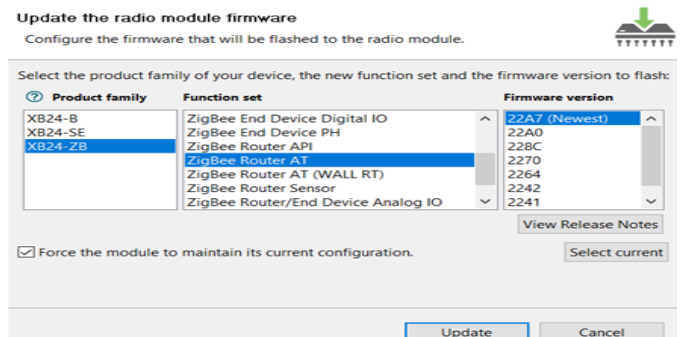 Update the radio module firmware
Configure the firmware that will be flashed to the radio module.
Select the product family of your device, the new function set and the firmware version to flash:
? Product family Function set Firmware version
XB24-B ZigBee End Device Digital IO 22A7 (Newest)
XB24-SE ZigBee End Device PH 22A0
XB24-ZB ZigBee Router API 228C
ZigBee Router AT 2270
ZigBee Router AT (WALL RT) 2264
ZigBee Router Sensor 2242
ZigBee Router/End Device Analog IO 2241
View Release Notes
Force the module to maintain its current configuration. Select current
Update Cancel